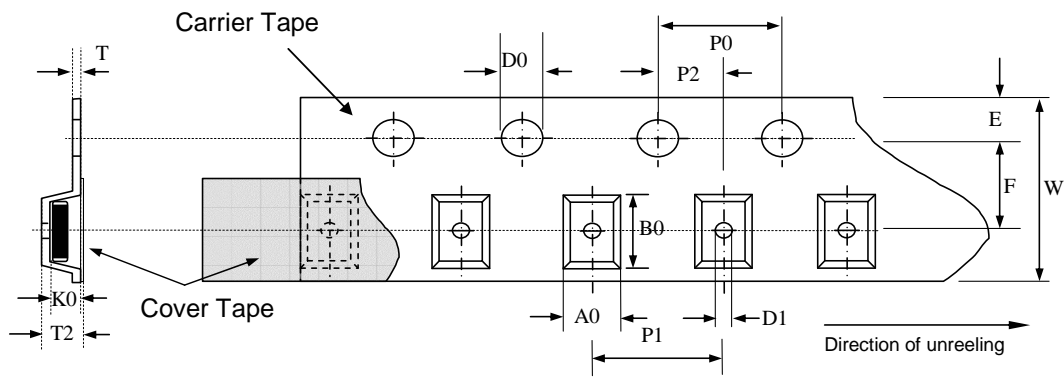 Carrier Tape
T
D0
P0
P2
E
F
W
B0
K0
Cover Tape
T2
A0
D1
P1
Direction of unreeling